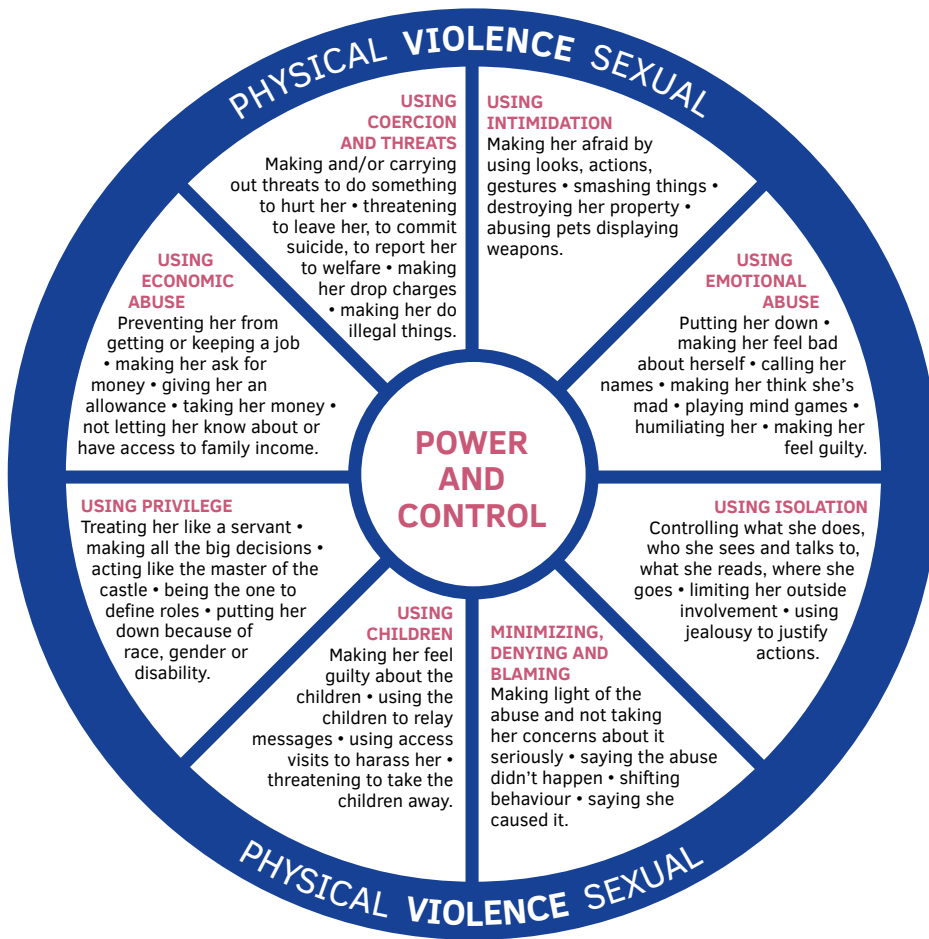 PHYSICAL VIOLENCE SEXUAL
USING
COERCION
AND THREATS
Making and/or carrying
out threats to do something
to hurt her • threatening
to leave her, to commit
suicide, to report her
to welfare • making
her drop charges
• making her do
illegal things.
USING
INTIMIDATION
Making her afraid by
using looks, actions,
gestures • smashing things •
destroying her property •
abusing pets displaying
weapons.
USING
EMOTIONAL
ABUSE
Putting her down •
making her feel bad
about herself • calling her
names • making her think she's
mad • playing mind games •
humiliating her • making her
feel guilty.
USING ISOLATION
Controlling what she does,
who she sees and talks to,
what she reads, where she
goes • limiting her outside
involvement • using
jealousy to justify
actions.
MINIMIZING,
DENYING AND
BLAMING
Making light of the
abuse and not taking
her concerns about it
seriously • saying the abuse
didn't happen • shifting
behaviour • saying she
caused it.
USING
CHILDREN
Making her feel
guilty about the
children • using the
children to relay
messages • using access
visits to harass her •
threatening to take the
children away.
USING PRIVILEGE
Treating her like a servant •
making all the big decisions •
acting like the master of the
castle • being the one to
define roles • putting her
down because of
race, gender or
disability.
USING
ECONOMIC
ABUSE
Preventing her from
getting or keeping a job
• making her ask for
money • giving her an
allowance • taking her money •
not letting her know about or
have access to family income.
POWER
AND
CONTROL
PHYSICAL VIOLENCE SEXUAL